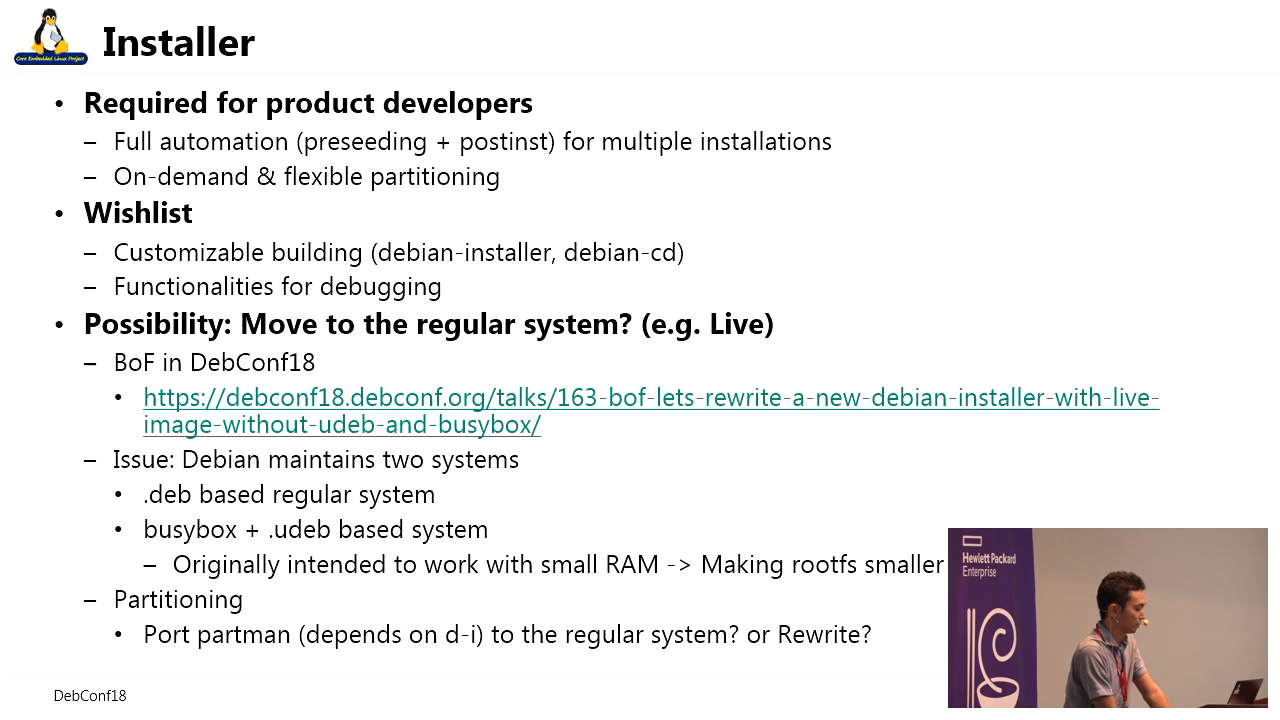 Core Embedded Linux Project
Installer
• Required for product developers
– Full automation (preseeding + postinst) for multiple installations
– On-demand & flexible partitioning
• Wishlist
– Customizable building (debian-installer, debian-cd)
– Functionalities for debugging
• Possibility: Move to the regular system? (e.g. Live)
– BoF in DebConf18
• https://debconf18.debconf.org/talks/163-bof-lets-rewrite-a-new-debian-installer-with-live-
image-without-udeb-and-busybox/
– Issue: Debian maintains two systems
• .deb based regular system
• busybox + .udeb based system
– Originally intended to work with small RAM -> Making rootfs smaller
– Partitioning
• Port partman (depends on d-i) to the regular system? or Rewrite?
DebConf18
Hewlett Packard
Enterprise